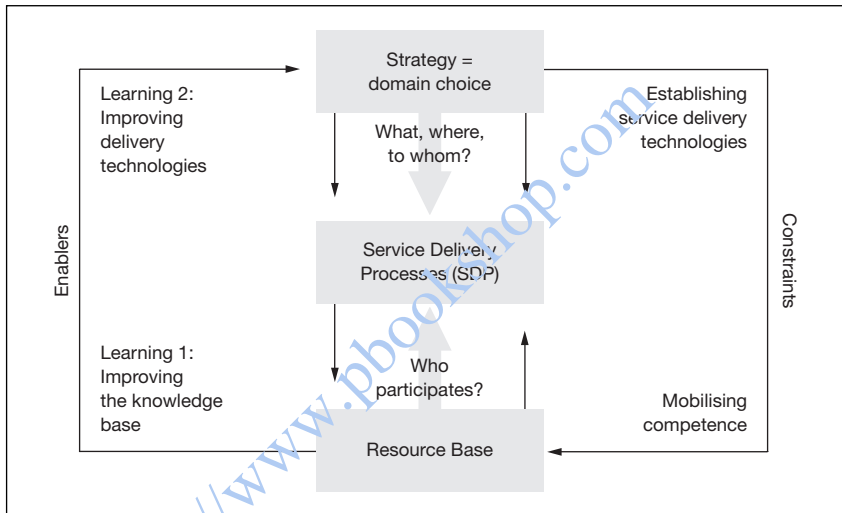 Strategy =
domain choice
Learning 2:
Improving
delivery
technologies
What, where,
to whom?
Establishing
service delivery
technologies
Enablers
Service Delivery
Processes (SDP)
Constraints
Learning 1:
Improving
the knowledge
base
Who
participates?
Mobilising
competence
Resource Base
//www.pbookshop.com